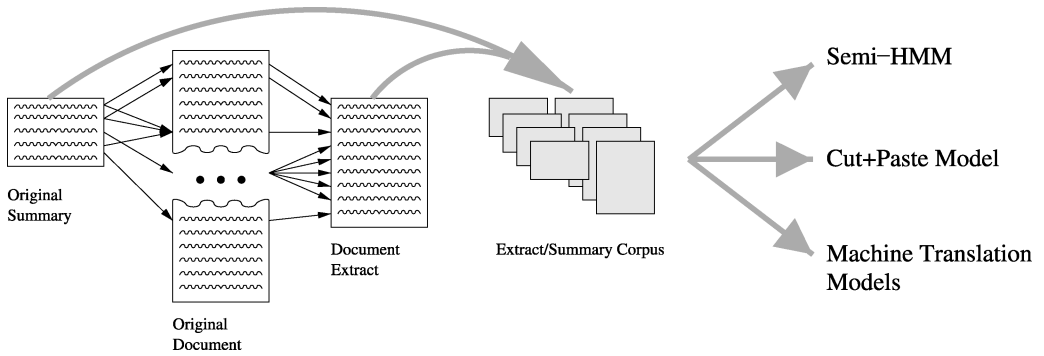 Original
Summary
Original
Document
Document
Extract
Extract/Summary Corpus
Semi−HMM
Cut+Paste Model
Machine Translation
Models